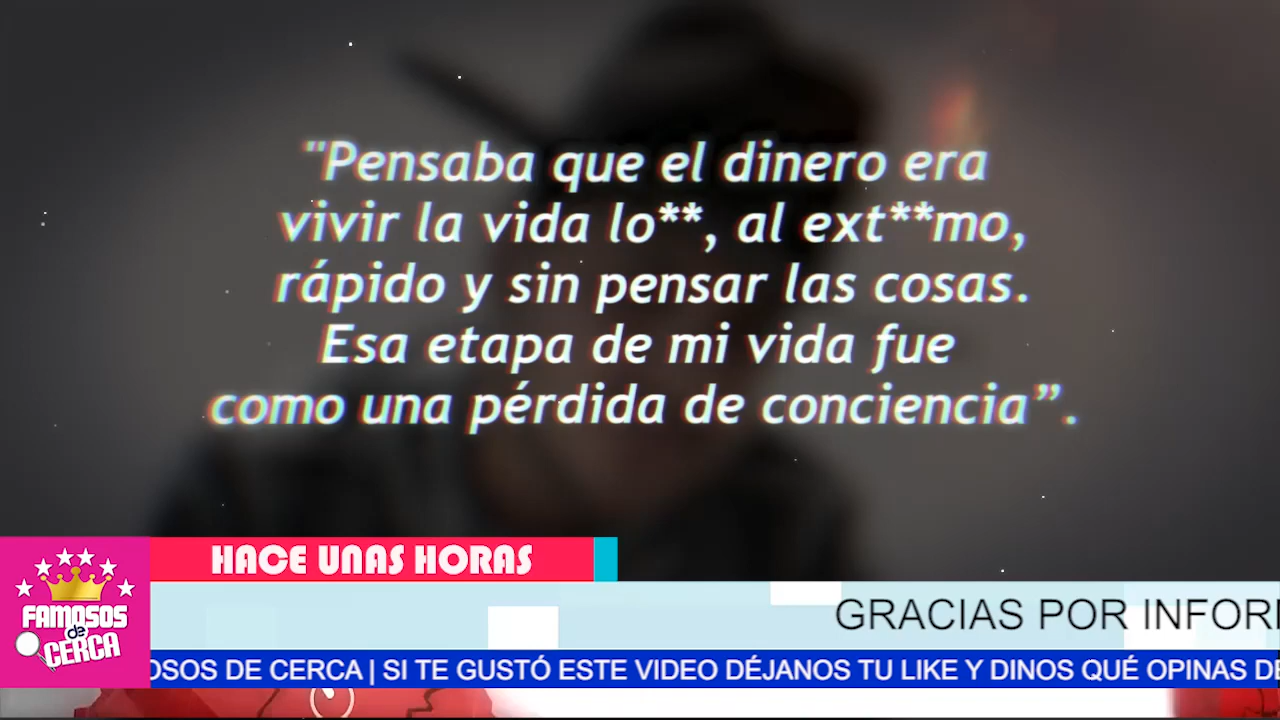 "Pensaba que el dinero era
vivir la vida lo**, al ext**mo,
rápido y sin pensar las cosas.
Esa etapa de mi vida fue
como una pérdida de conciencia”.
HACE UNAS HORAS
FAMOSOS
de
CERCA
GRACIAS POR INFOR
OSOS DE CERCA | SI TE GUSTÓ ESTE VIDEO DÉJANOS TU LIKE Y DINOS QUÉ OPINAS DE